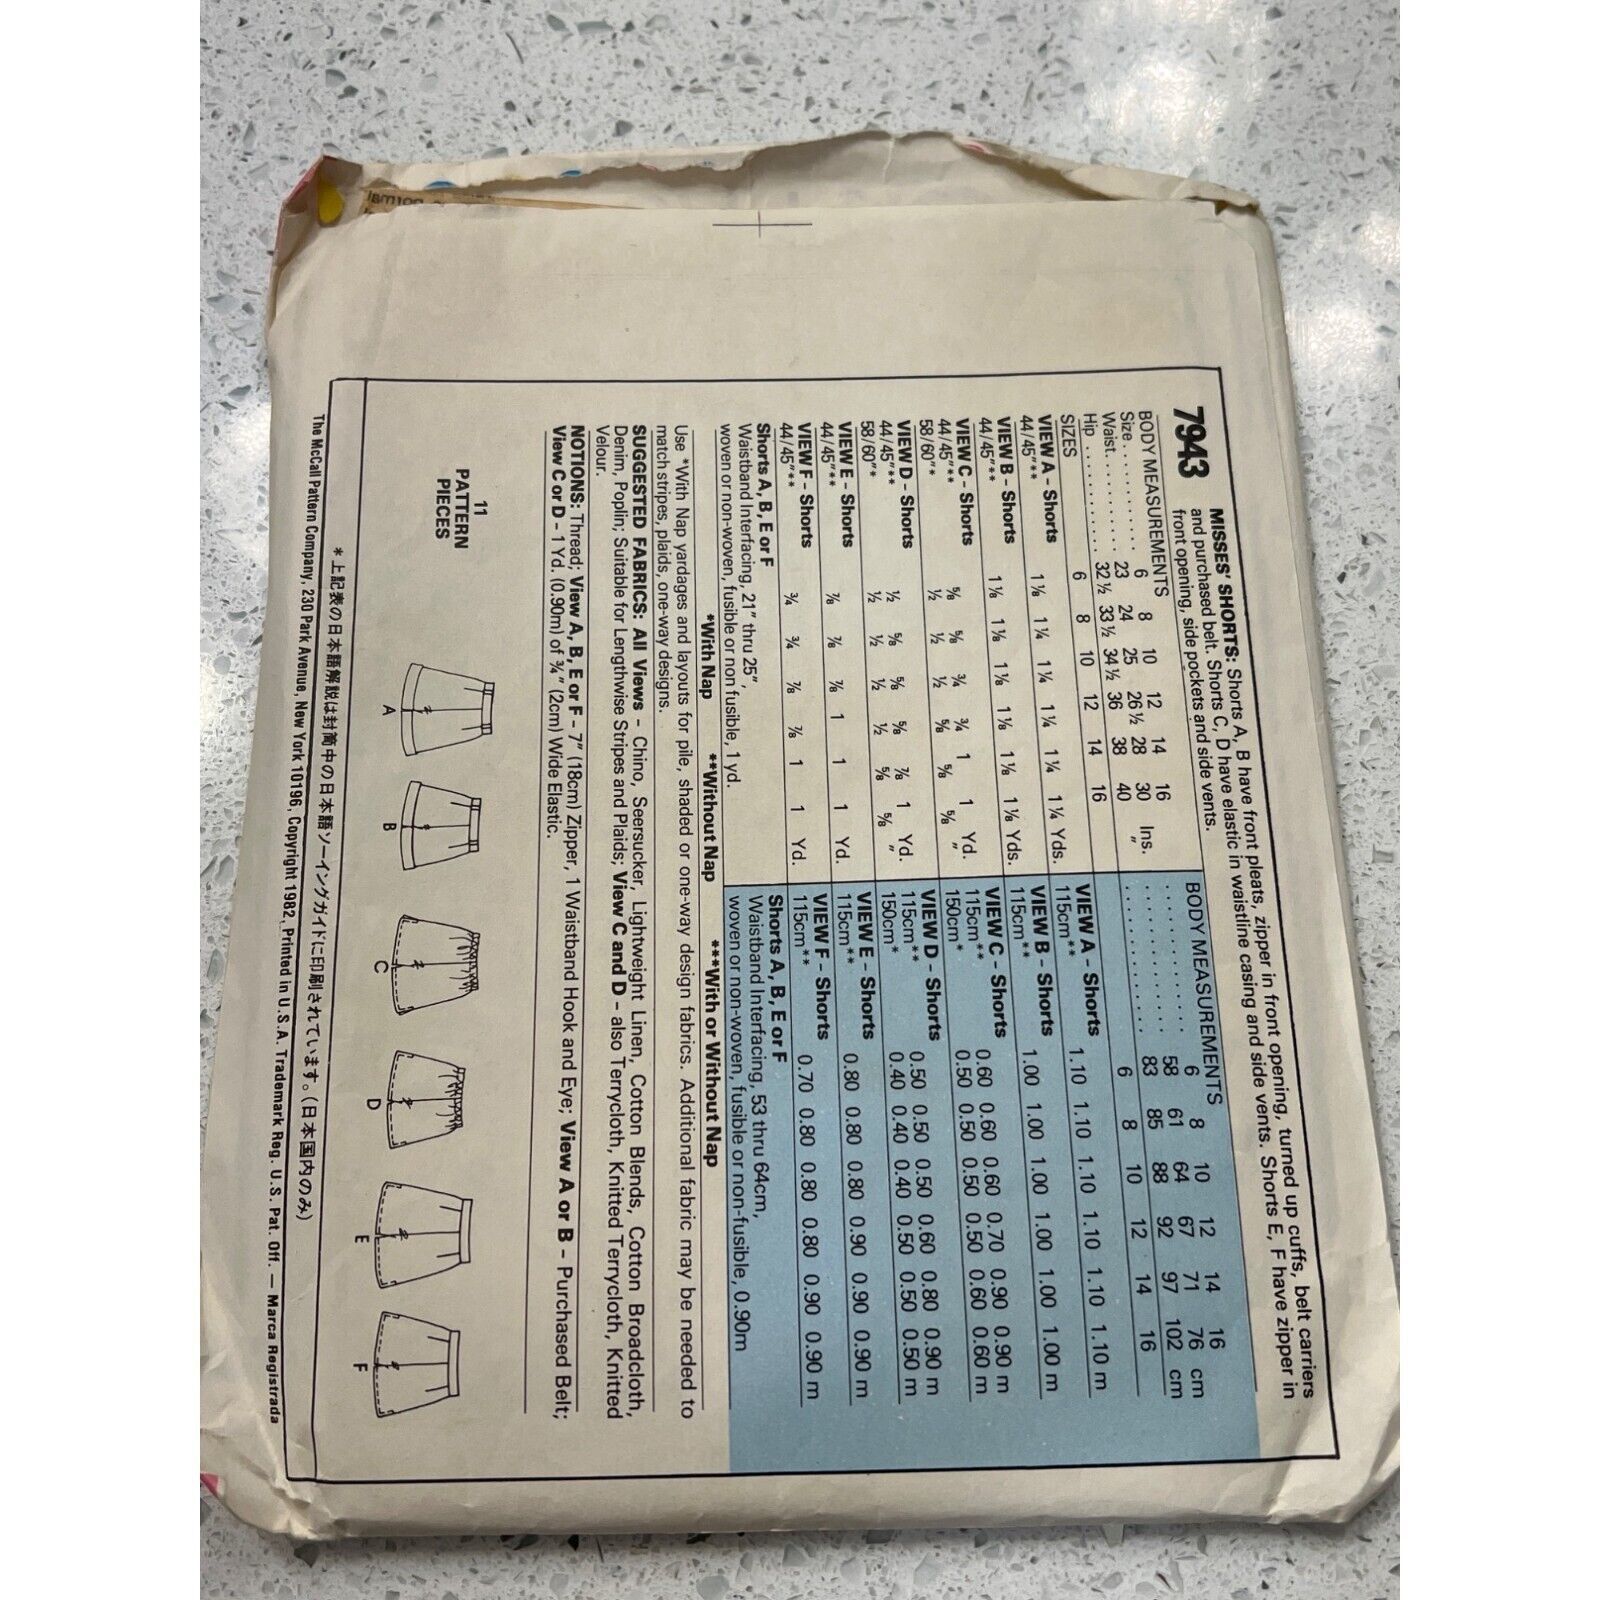 7943
MISSES' SHORTS: Shorts A, B have front pleats, zipper in front opening, turned up cuffs, belt carriers
and purchased belt. Shorts C, D have elastic in waistline casing and side vents. Shorts E, F have zipper in
front opening, side pockets and side vents.
BODY MEASUREMENTS
Size. . . . . . . . . 6 8 10 12 14 16
Waist. . . . . . . . 23 24 25 26½ 28 30 Ins.
Hip . . . . . . . . . . 32½ 33½ 34½ 36 38 40 "
SIZES 6 8 10 12 14 16
VIEW A - Shorts
44/45"** 1⅛ 1¼ 1¼ 1¼ 1¼ 1¼ Yds.
VIEW B - Shorts
44/45"** 1⅛ 1⅛ 1⅛ 1⅛ 1⅛ 1⅛ Yds.
VIEW C - Shorts
44/45"** ⅝ ⅝ ¾ ¾ 1 1 Yd.
58/60"* ½ ½ ½ ⅝ ⅝ ⅝ "
VIEW D - Shorts
44/45"** ½ ⅝ ⅝ ⅝ ⅞ 1 Yd.
58/60"* ½ ½ ½ ½ ⅝ ⅝ "
VIEW E - Shorts
44/45"** ⅞ ⅞ ⅞ 1 1 1 Yd.
VIEW F - Shorts
44/45"** ¾ ¾ ⅞ ⅞ 1 1 Yd.
Shorts A, B, E or F
Waistband Interfacing, 21" thru 25",
woven or non-woven, fusible or non fusible, 1 yd.
BODY MEASUREMENTS
6 8 10 12 14 16
58 61 64 67 71 76 cm
83 85 88 92 97 102 cm
6 8 10 12 14 16
VIEW A - Shorts
115cm** 1.10 1.10 1.10 1.10 1.10 1.10 m
VIEW B - Shorts
115cm** 1.00 1.00 1.00 1.00 1.00 1.00 m
VIEW C - Shorts
115cm** 0.60 0.60 0.60 0.70 0.90 0.90 m
150cm* 0.50 0.50 0.50 0.50 0.60 0.60 m
VIEW D - Shorts
115cm** 0.50 0.50 0.50 0.60 0.80 0.90 m
150cm* 0.40 0.40 0.40 0.50 0.50 0.50 m
VIEW E - Shorts
115cm** 0.80 0.80 0.80 0.90 0.90 0.90 m
VIEW F - Shorts
115cm** 0.70 0.80 0.80 0.80 0.90 0.90 m
Shorts A, B, E or F
Waistband Interfacing, 53 thru 64cm,
woven or non-woven, fusible or non-fusible, 0.90m
*With Nap **Without Nap ***With or Without Nap
Use *With Nap yardages and layouts for pile, shaded or one-way design fabrics. Additional fabric may be needed to
match stripes, plaids, one-way designs.
SUGGESTED FABRICS: All Views - Chino, Seersucker, Lightweight Linen, Cotton Blends, Cotton Broadcloth,
Denim, Poplin; Suitable for Lengthwise Stripes and Plaids; View C and D - also Terrycloth, Knitted Terrycloth, Knitted
Velour.
NOTIONS: Thread; View A, B, E or F - 7" (18cm) Zipper, 1 Waistband Hook and Eye; View A or B - Purchased Belt;
View C or D - 1 Yd. (0.90m) of ¾" (2cm) Wide Elastic.
11
PATTERN
PIECES
A B C D E F
*上記表の日本語解説は封筒中の日本語ソーイングガイドに印刷されています。(日本国内のみ)
The McCall Pattern Company, 230 Park Avenue, New York 10196, Copyright 1982, Printed in U.S.A. Trademark Reg. U.S. Pat. Off. — Marca Registrada